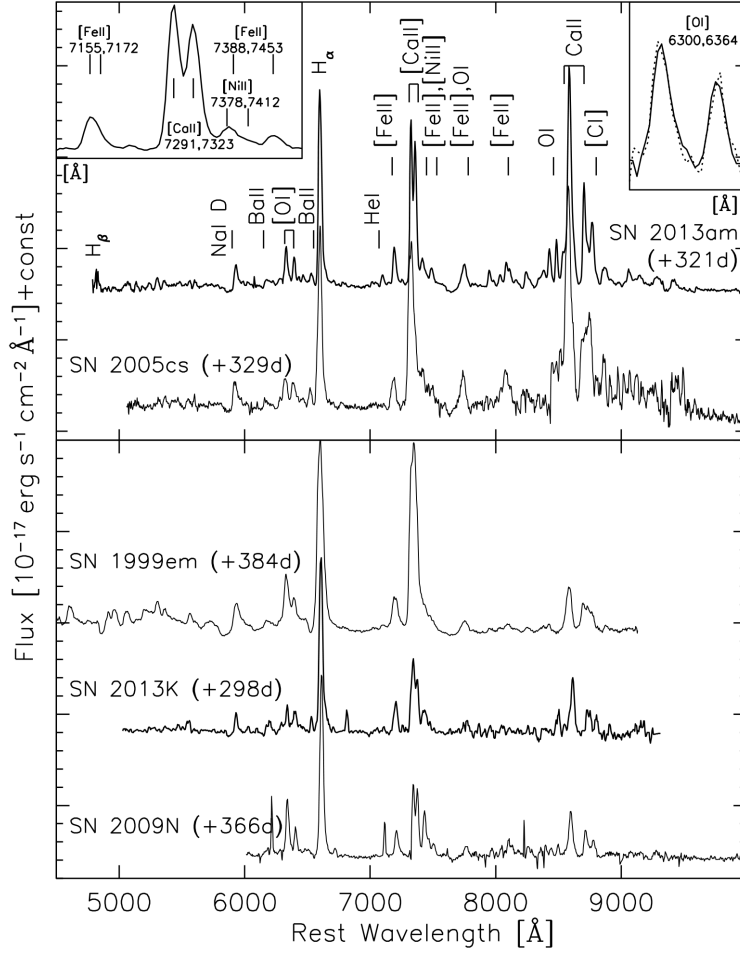 [FeII]
7155,7172
[FeII]
7388,7453
[NiII]
7378,7412
[CaII]
7291,7323
[Å]
[OI]
6300,6364
[Å]
Hβ
NaI D
BaII
[OI]
BaII
Hα
HeI
[FeII]
[CaII]
[FeII],[NiII]
[FeII],OI
[FeII]
OI
CaII
[CI]
SN 2013am
(+321d)
SN 2005cs (+329d)
SN 1999em (+384d)
SN 2013K (+298d)
SN 2009N (+366d)
5000 6000 7000 8000 9000
Rest Wavelength [Å]
Flux [10⁻¹⁷ erg s⁻¹ cm⁻² Å⁻¹]+const